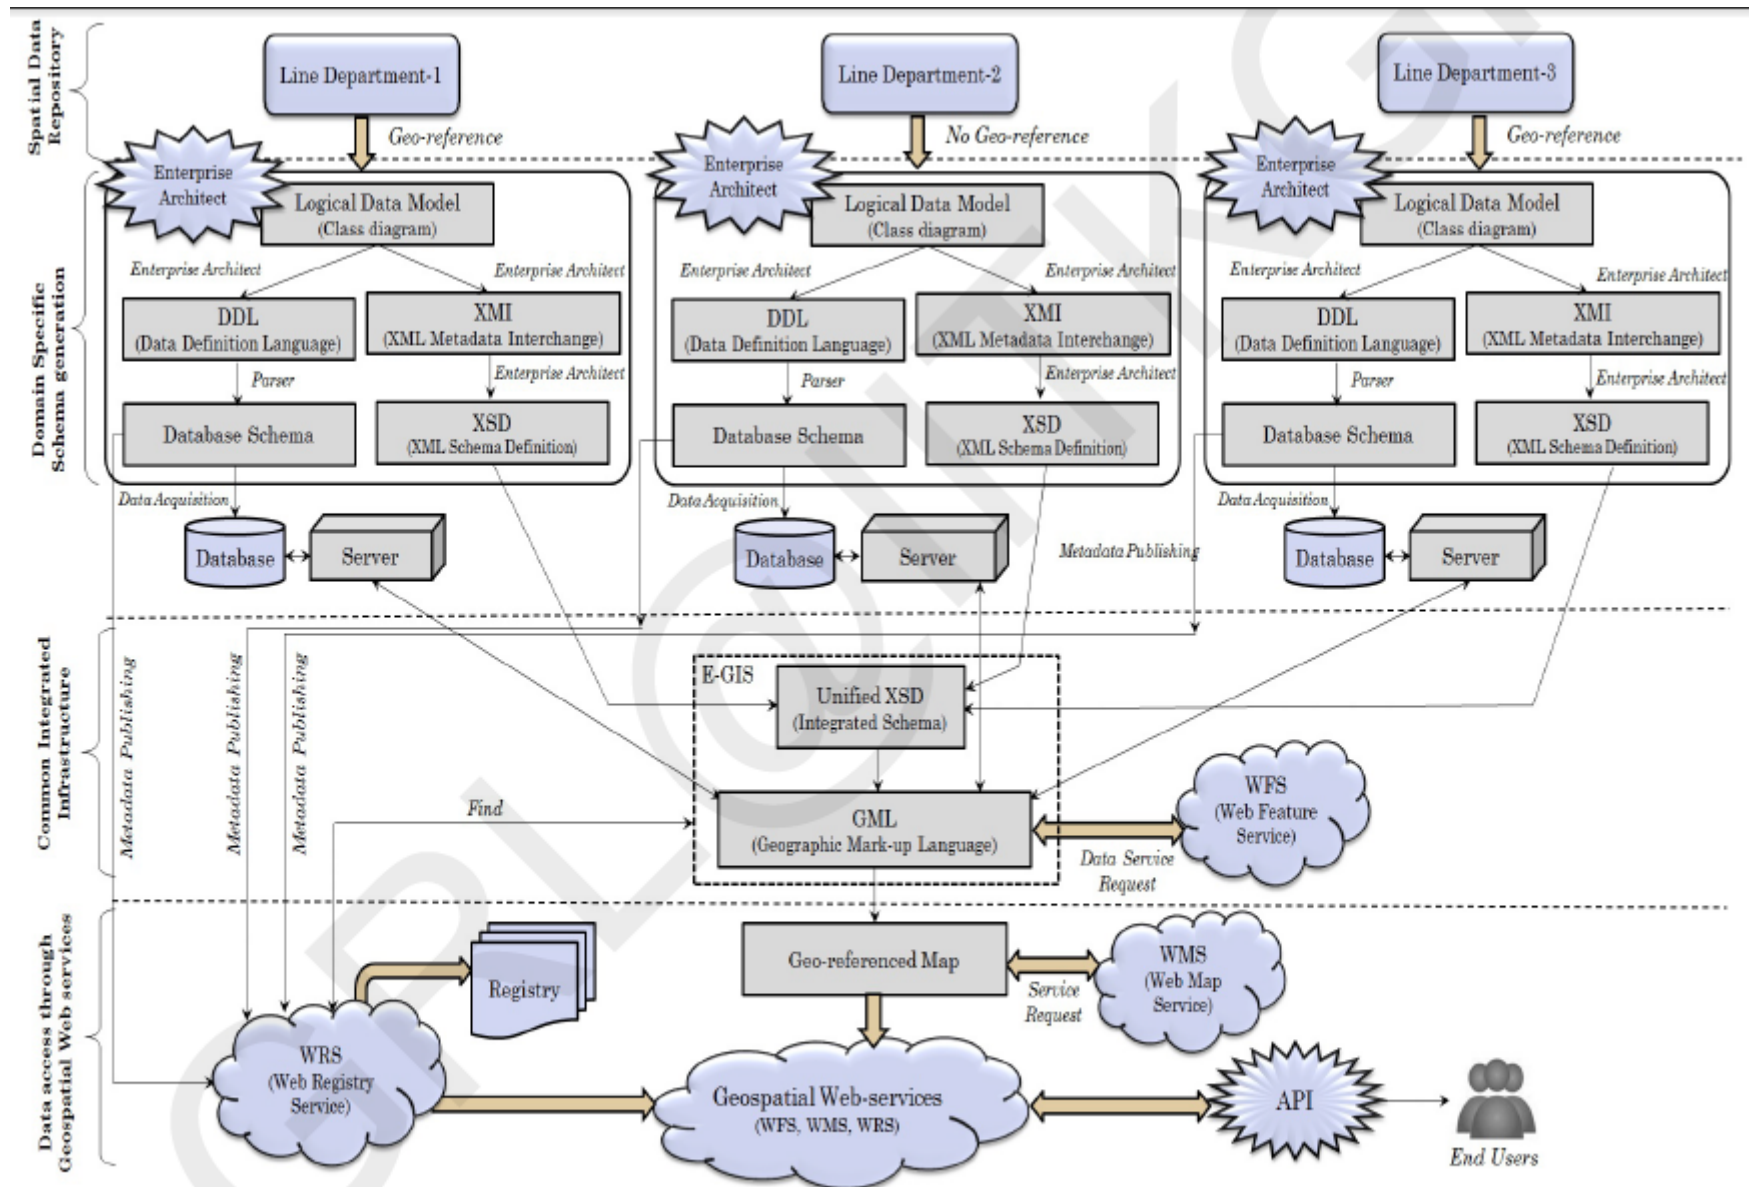 Spatial Data
Repository
Line Department-1
Line Department-2
Line Department-3
Geo-reference
No Geo-reference
Geo-reference
Domain Specific
Schema generation
Enterprise
Architect
Logical Data Model
(Class diagram)
Enterprise Architect
Enterprise Architect
DDL
(Data Definition Language)
XMI
(XML Metadata Interchange)
Parser
Enterprise Architect
Database Schema
XSD
(XML Schema Definition)
Data Acquisition
Database
Server
Enterprise
Architect
Logical Data Model
(Class diagram)
Enterprise Architect
Enterprise Architect
DDL
(Data Definition Language)
XMI
(XML Metadata Interchange)
Parser
Enterprise Architect
Database Schema
XSD
(XML Schema Definition)
Data Acquisition
Database
Server
Enterprise
Architect
Logical Data Model
(Class diagram)
Enterprise Architect
Enterprise Architect
DDL
(Data Definition Language)
XMI
(XML Metadata Interchange)
Parser
Enterprise Architect
Database Schema
XSD
(XML Schema Definition)
Data Acquisition
Metadata Publishing
Database
Server
Common Integrated
Infrastructure
Metadata Publishing
Metadata Publishing
Metadata Publishing
Find
E-GIS
Unified XSD
(Integrated Schema)
GML
(Geographic Mark-up Language)
Data Service
Request
WFS
(Web Feature
Service)
Data access through
Geospatial Web services
Registry
Geo-referenced Map
Service
Request
WMS
(Web Map
Service)
WRS
(Web Registry
Service)
Geospatial Web-services
(WFS, WMS, WRS)
API
End Users
GRL@IITKG